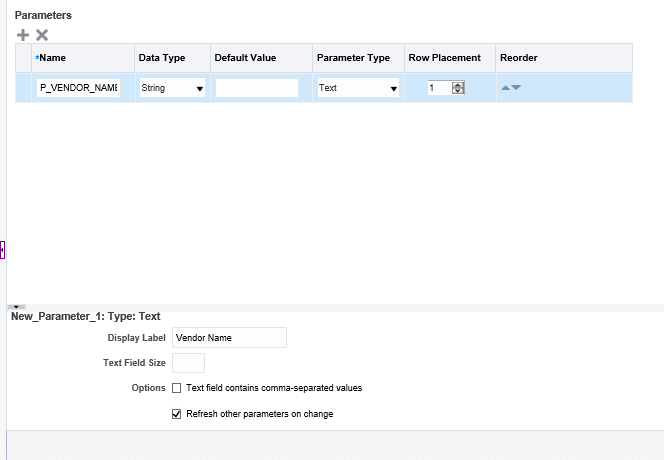 Parameters
*Name Data Type Default Value Parameter Type Row Placement Reorder
P_VENDOR_NAME String Text 1
New_Parameter_1: Type: Text
Display Label Vendor Name
Text Field Size
Options Text field contains comma-separated values
Refresh other parameters on change